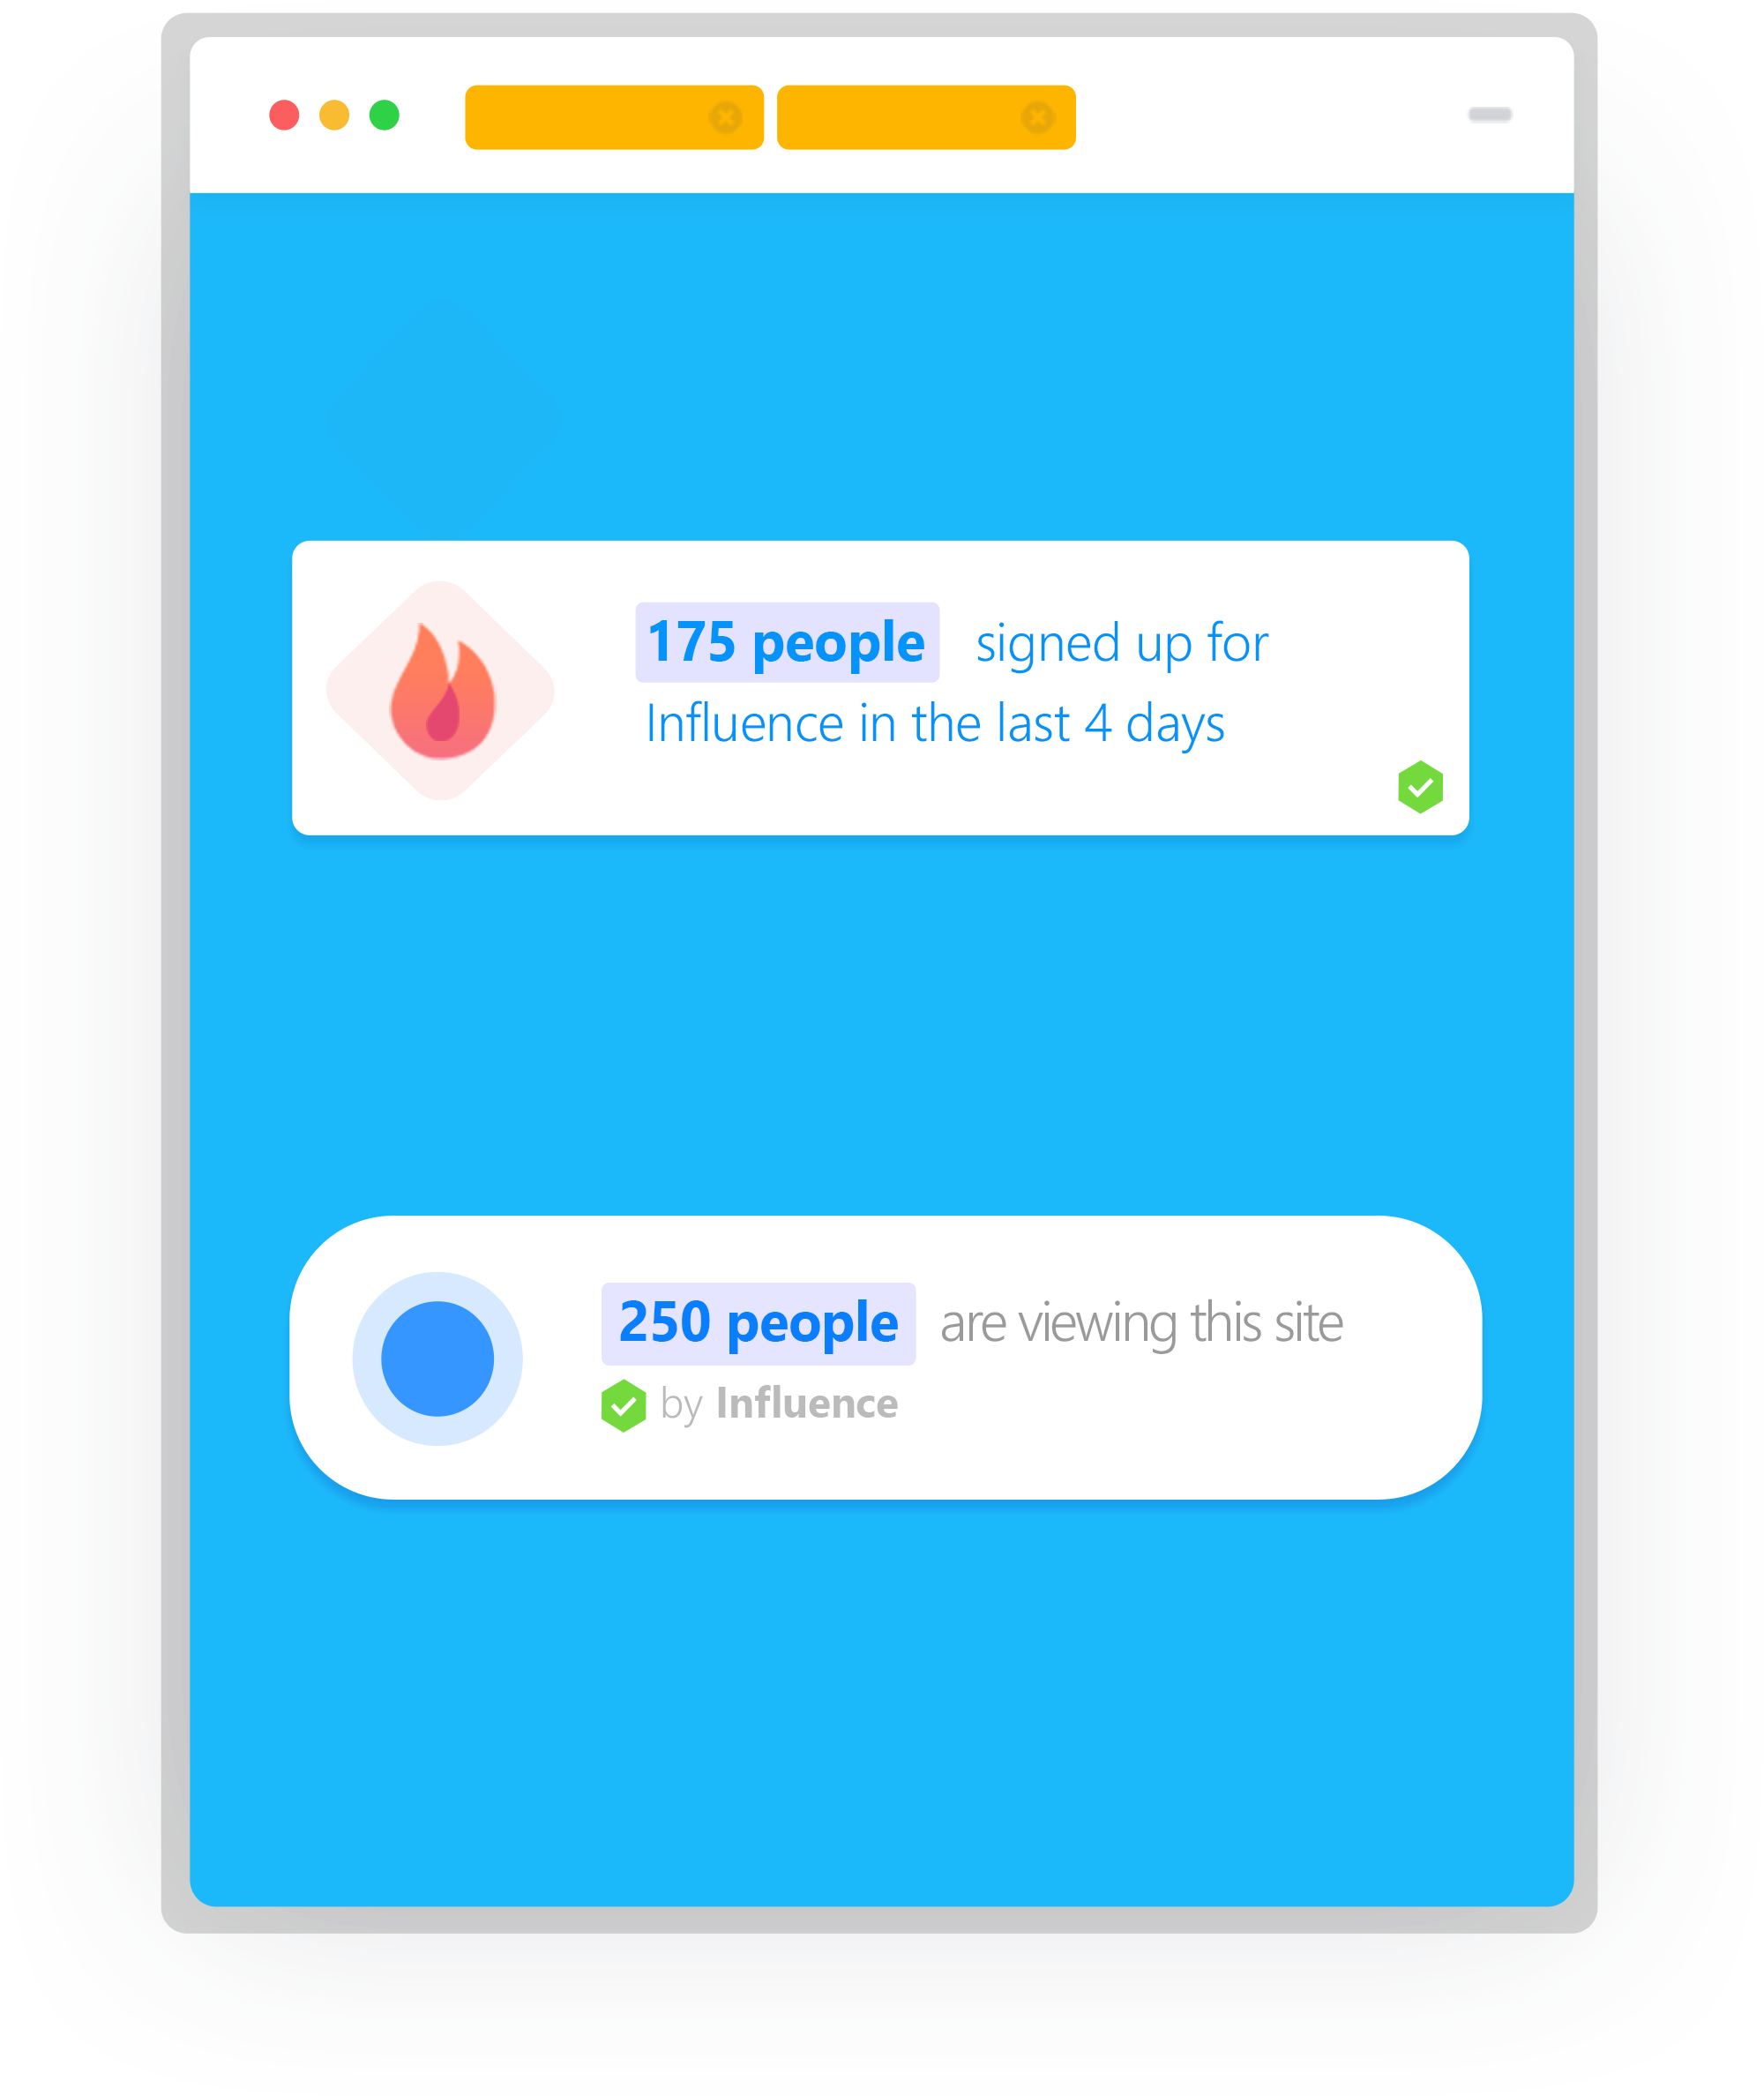 175 people signed up for
Influence in the last 4 days
250 people are viewing this site
by Influence